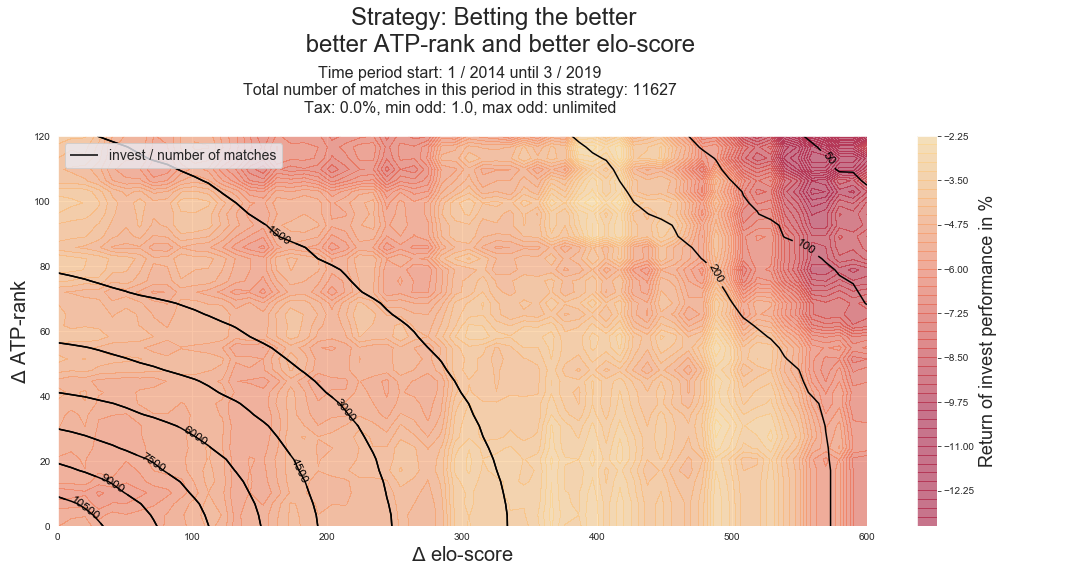 Strategy: Betting the better
better ATP-rank and better elo-score
Time period start: 1 / 2014 until 3 / 2019
Total number of matches in this period in this strategy: 11627
Tax: 0.0%, min odd: 1.0, max odd: unlimited
invest / number of matches
Δ ATP-rank
120
100
80
60
40
20
0
0 100 200 300 400 500 600
Δ elo-score
10500
9000
7500
6000
4500
3000
1500
200
100
50
−2.25
−3.50
−4.75
−6.00
−7.25
−8.50
−9.75
−11.00
−12.25
Return of invest performance in %